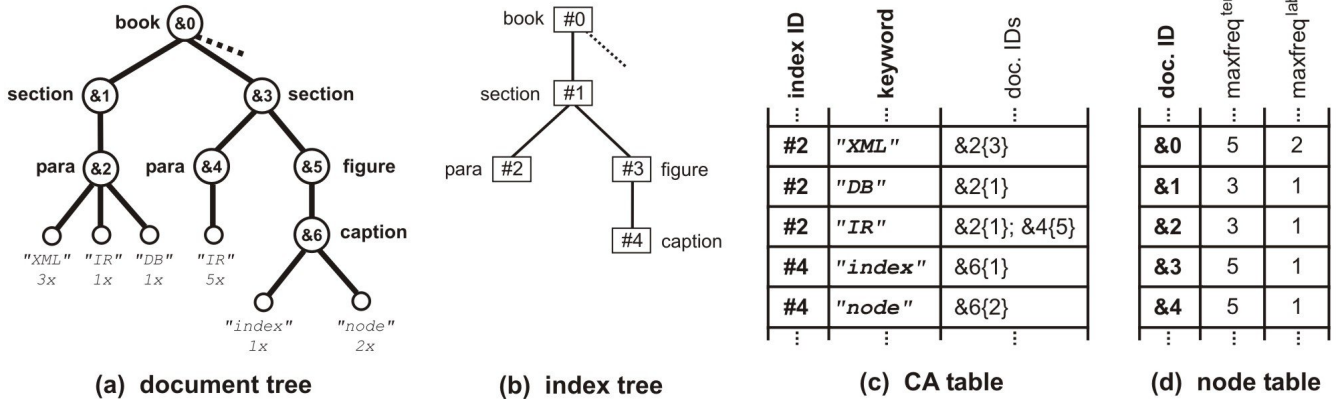 book &0
section &1 &3 section
para &2 para &4 &5 figure
&6 caption
"XML" "IR" "DB" "IR"
3x 1x 1x 5x
"index" "node"
1x 2x
(a) document tree
book #0
section #1
para #2 #3 figure
#4 caption
(b) index tree
index ID keyword doc. IDs
... ... ...
#2 "XML" &2{3}
#2 "DB" &2{1}
#2 "IR" &2{1}; &4{5}
#4 "index" &6{1}
#4 "node" &6{2}
... ... ...
(c) CA table
doc. ID maxfreq maxfreq
... ... ...
&0 5 2
&1 3 1
&2 3 1
&3 5 1
&4 5 1
... ... ...
(d) node table